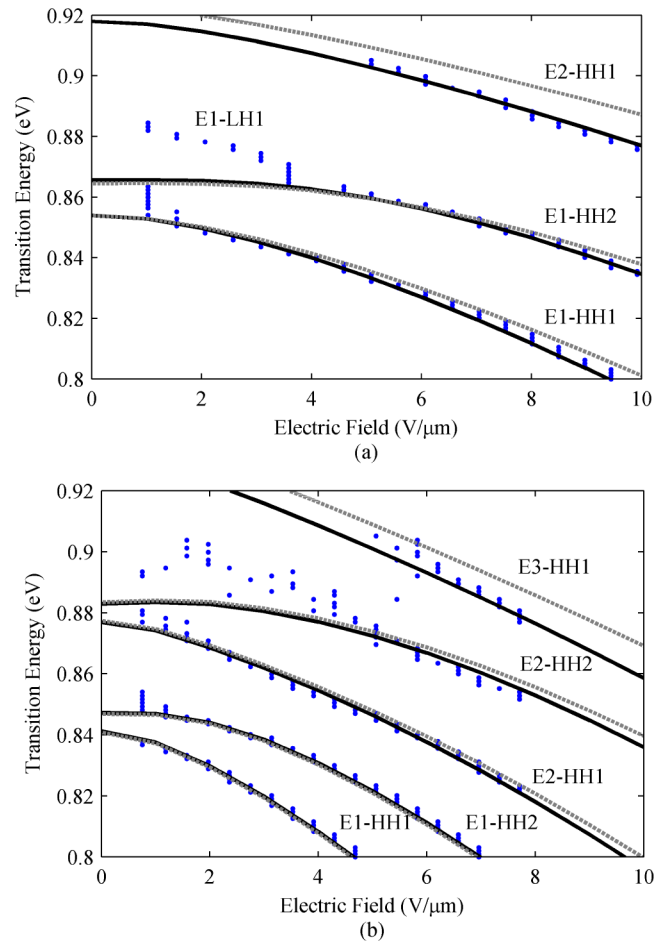 0.92
E2-HH1
0.9
E1-LH1
0.88
0.86
E1-HH2
0.84
E1-HH1
0.82
0.8
Transition Energy (eV)
0 2 4 6 8 10
Electric Field (V/μm)
(a)
0.92
E3-HH1
0.9
0.88
E2-HH2
0.86
0.84
E2-HH1
0.82
E1-HH1 E1-HH2
0.8
Transition Energy (eV)
0 2 4 6 8 10
Electric Field (V/μm)
(b)